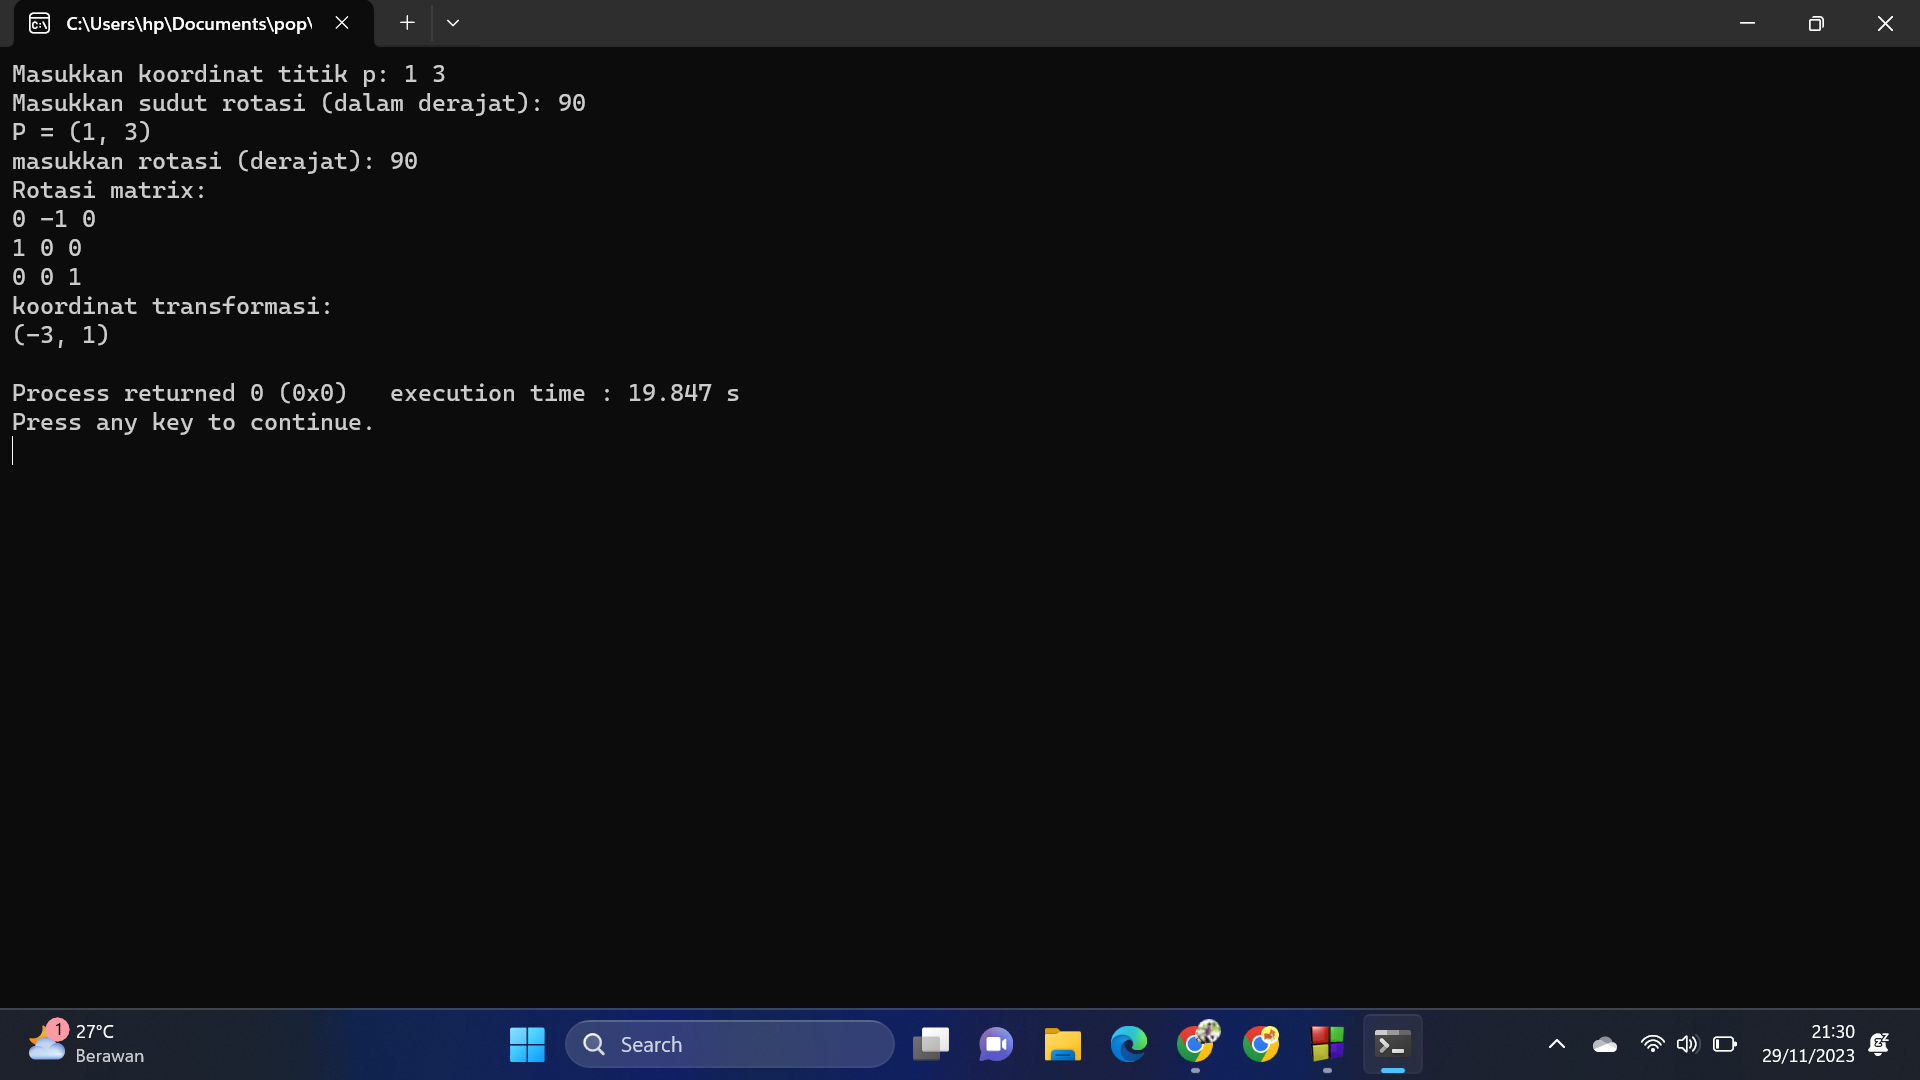 C:\Users\hp\Documents\pop\
Masukkan koordinat titik p: 1 3
Masukkan sudut rotasi (dalam derajat): 90
P = (1, 3)
masukkan rotasi (derajat): 90
Rotasi matrix:
0 -1 0
1 0 0
0 0 1
koordinat transformasi:
(-3, 1)
Process returned 0 (0x0)   execution time : 19.847 s
Press any key to continue.
1
27°C
Berawan
Search
21:30
29/11/2023